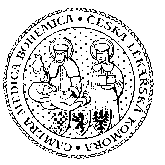 CAMERA MEDICA BOHEMICA • ČESKÁ LÉKAŘSKÁ KOMORA •